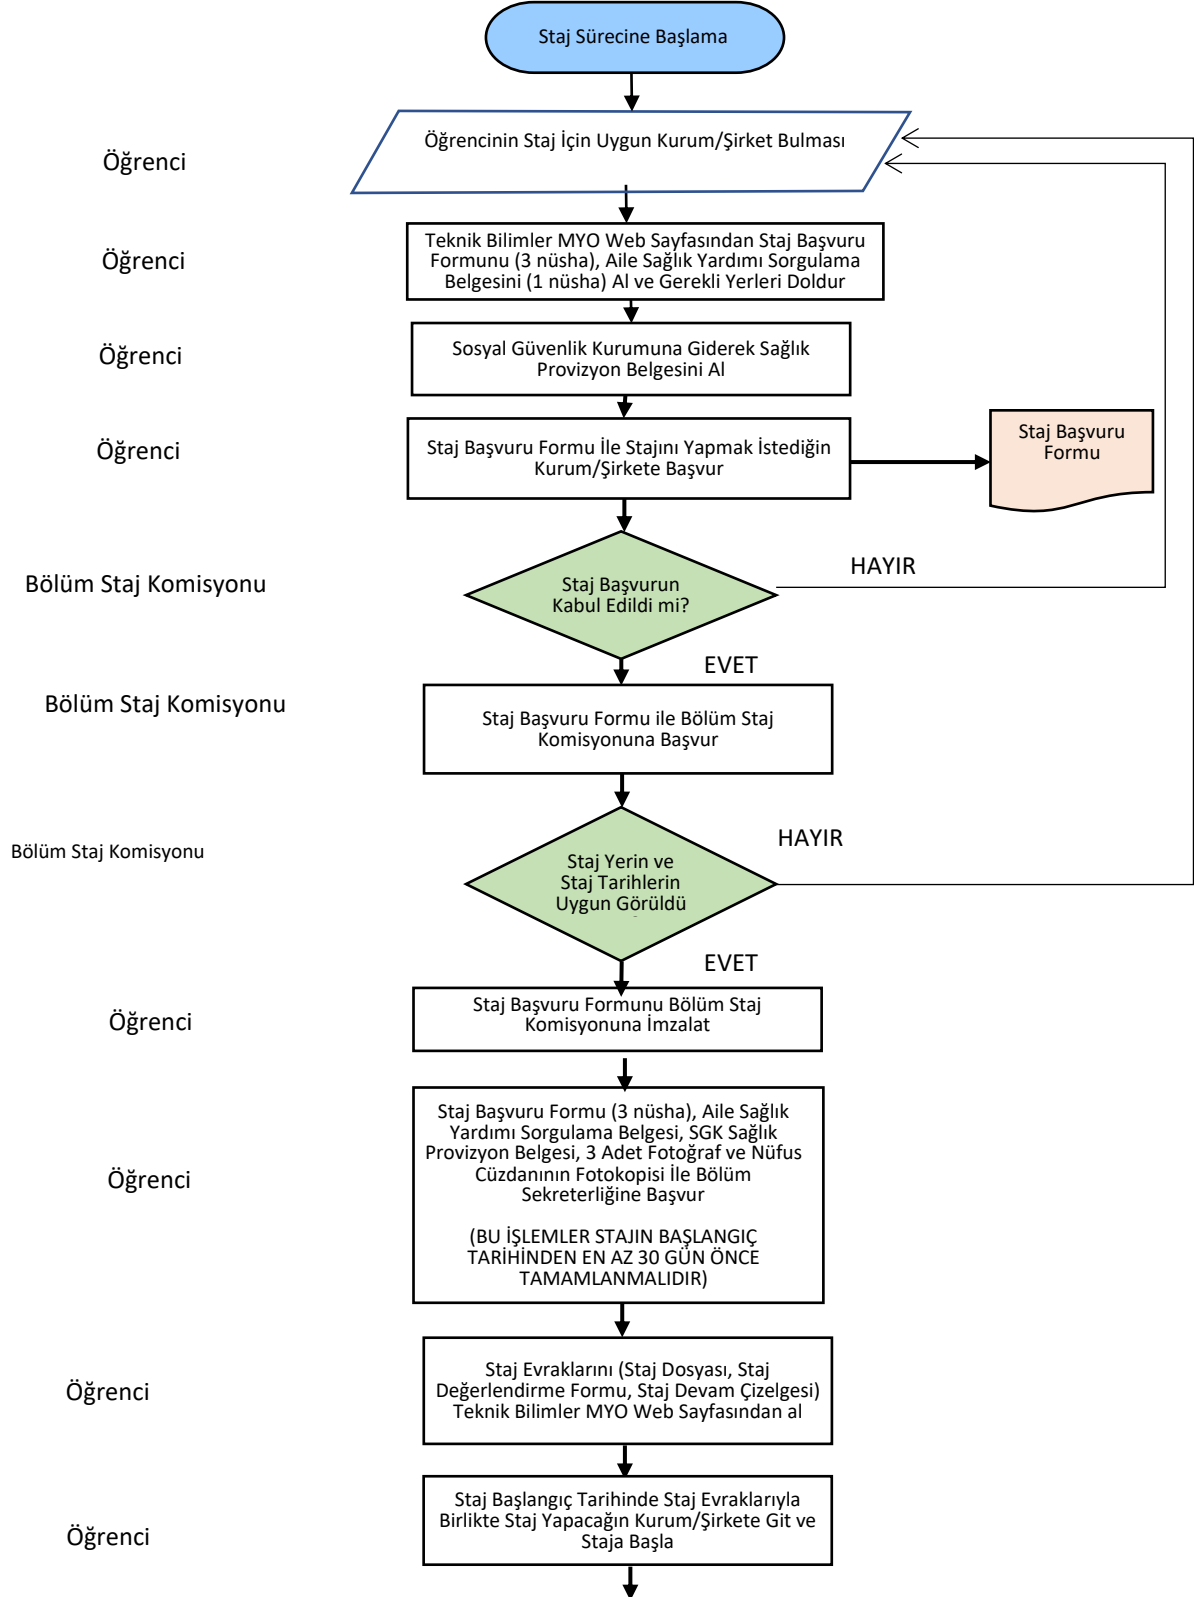 Staj Sürecine Başlama
Öğrenci
Öğrencinin Staj İçin Uygun Kurum/Şirket Bulması
Öğrenci
Teknik Bilimler MYO Web Sayfasından Staj Başvuru
Formunu (3 nüsha), Aile Sağlık Yardımı Sorgulama
Belgesini (1 nüsha) Al ve Gerekli Yerleri Doldur
Öğrenci
Sosyal Güvenlik Kurumuna Giderek Sağlık
Provizyon Belgesini Al
Öğrenci
Staj Başvuru Formu İle Stajını Yapmak İstediğin
Kurum/Şirkete Başvur
Staj Başvuru
Formu
Bölüm Staj Komisyonu
Staj Başvurun
Kabul Edildi mi?
HAYIR
EVET
Bölüm Staj Komisyonu
Staj Başvuru Formu ile Bölüm Staj
Komisyonuna Başvur
Bölüm Staj Komisyonu
Staj Yerin ve
Staj Tarihlerin
Uygun Görüldü
HAYIR
EVET
Öğrenci
Staj Başvuru Formunu Bölüm Staj
Komisyonuna İmzalat
Öğrenci
Staj Başvuru Formu (3 nüsha), Aile Sağlık
Yardımı Sorgulama Belgesi, SGK Sağlık
Provizyon Belgesi, 3 Adet Fotoğraf ve Nüfus
Cüzdanının Fotokopisi İle Bölüm
Sekreterliğine Başvur
(BU İŞLEMLER STAJIN BAŞLANGIÇ
TARİHİNDEN EN AZ 30 GÜN ÖNCE
TAMAMLANMALIDIR)
Öğrenci
Staj Evraklarını (Staj Dosyası, Staj
Değerlendirme Formu, Staj Devam Çizelgesi)
Teknik Bilimler MYO Web Sayfasından al
Öğrenci
Staj Başlangıç Tarihinde Staj Evraklarıyla
Birlikte Staj Yapacağın Kurum/Şirkete Git ve
Staja Başla